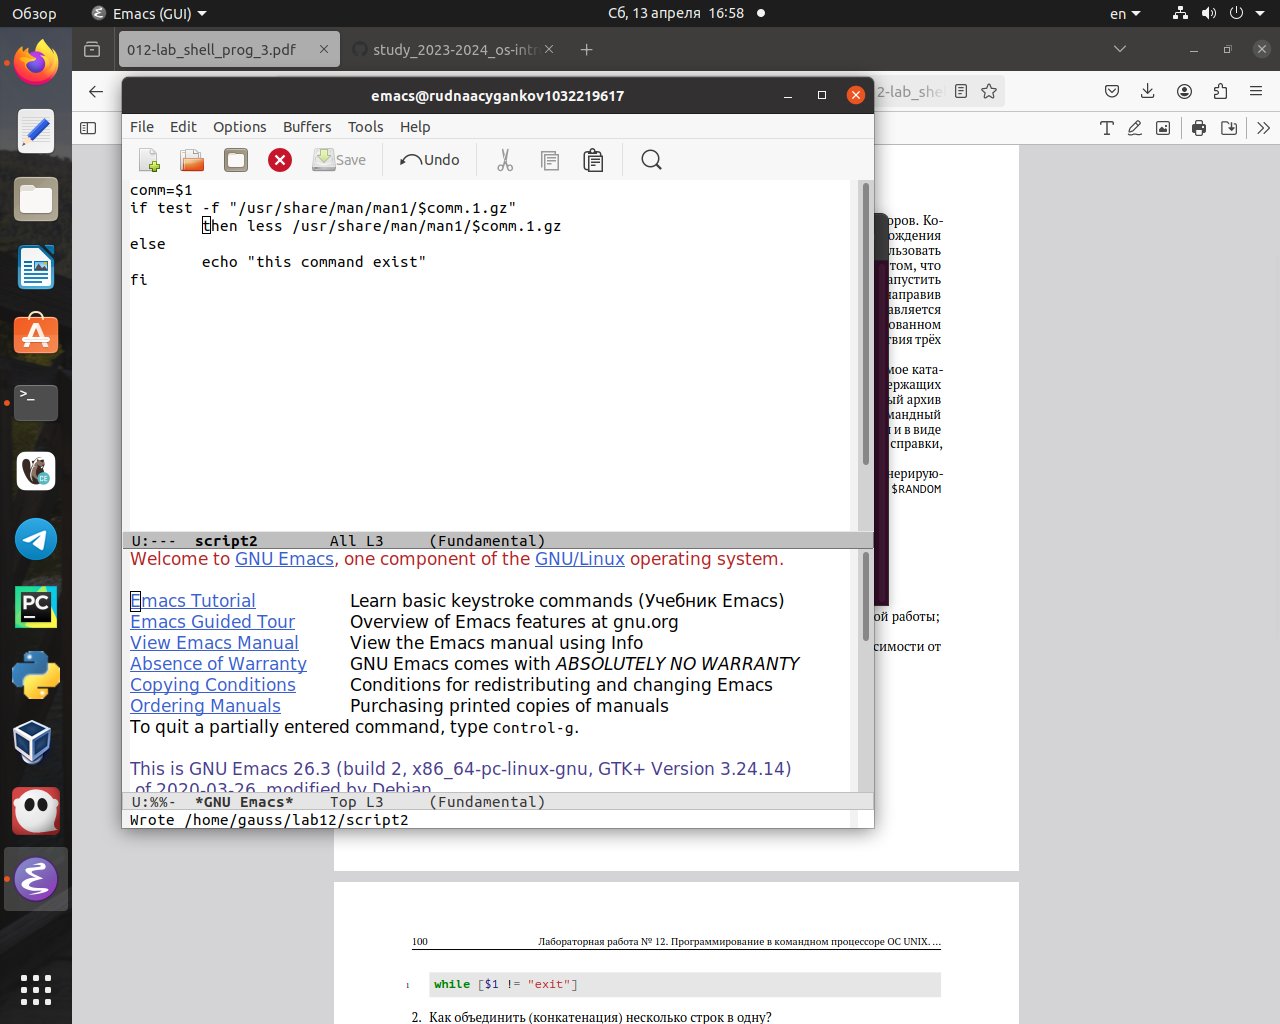 Обзор
Emacs (GUI)
Сб, 13 апреля 16:58
en
012-lab_shell_prog_3.pdf
study_2023-2024_os-intr
2-lab_shel
emacs@rudnaacygankov1032219617
File Edit Options Buffers Tools Help
Save
Undo
comm=$1
if test -f "/usr/share/man/man1/$comm.1.gz"
then less /usr/share/man/man1/$comm.1.gz
else
echo "this command exist"
fi
U:--- script2 All L3 (Fundamental)
Welcome to GNU Emacs, one component of the GNU/Linux operating system.
Emacs Tutorial Learn basic keystroke commands (Учебник Emacs)
Emacs Guided Tour Overview of Emacs features at gnu.org
View Emacs Manual View the Emacs manual using Info
Absence of Warranty GNU Emacs comes with ABSOLUTELY NO WARRANTY
Copying Conditions Conditions for redistributing and changing Emacs
Ordering Manuals Purchasing printed copies of manuals
To quit a partially entered command, type Control-g.
This is GNU Emacs 26.3 (build 2, x86_64-pc-linux-gnu, GTK+ Version 3.24.14)
of 2020-03-26, modified by Debian
U:%%- *GNU Emacs* Top L3 (Fundamental)
Wrote /home/gauss/lab12/script2
оров. Ко-
ождения
льзовать
том, что
апустить
аправив
авляется
ованном
твия трёх
мое ката-
ержащих
ый архив
мандный
и и в виде
справки,
нерирую-
$RANDOM
ой работы;
симости от
100 Лабораторная работа № 12. Программирование в командном процессоре ОС UNIX. ...
1 while [$1 != "exit"]
2. Как объединить (конкатенация) несколько строк в одну?